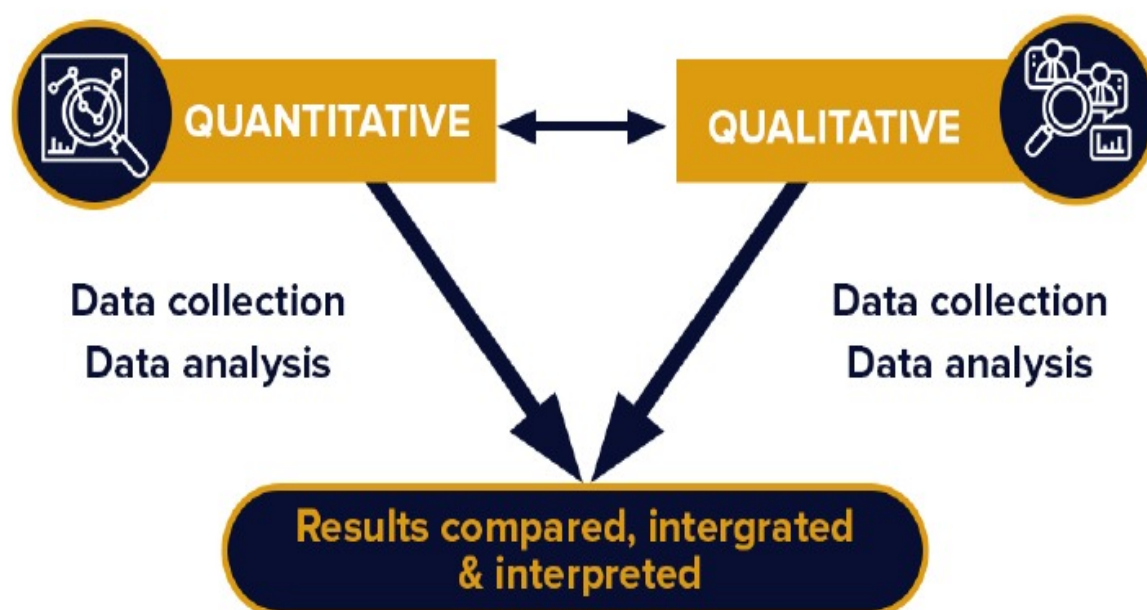 QUANTITATIVE
QUALITATIVE
Data collection
Data analysis
Data collection
Data analysis
Results compared, intergrated
& interpreted